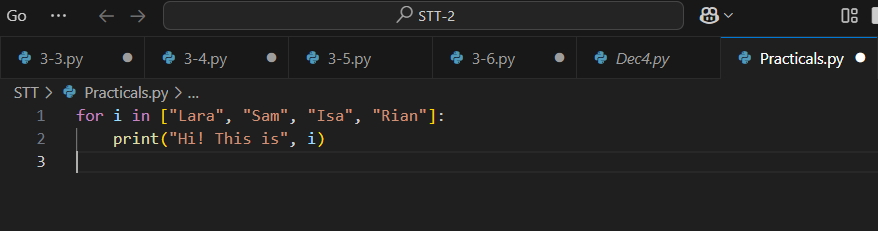 Go ··· STT-2
3-3.py 3-4.py 3-5.py 3-6.py Dec4.py Practicals.py
STT > Practicals.py > ...
1 for i in ["Lara", "Sam", "Isa", "Rian"]:
2 print("Hi! This is", i)
3